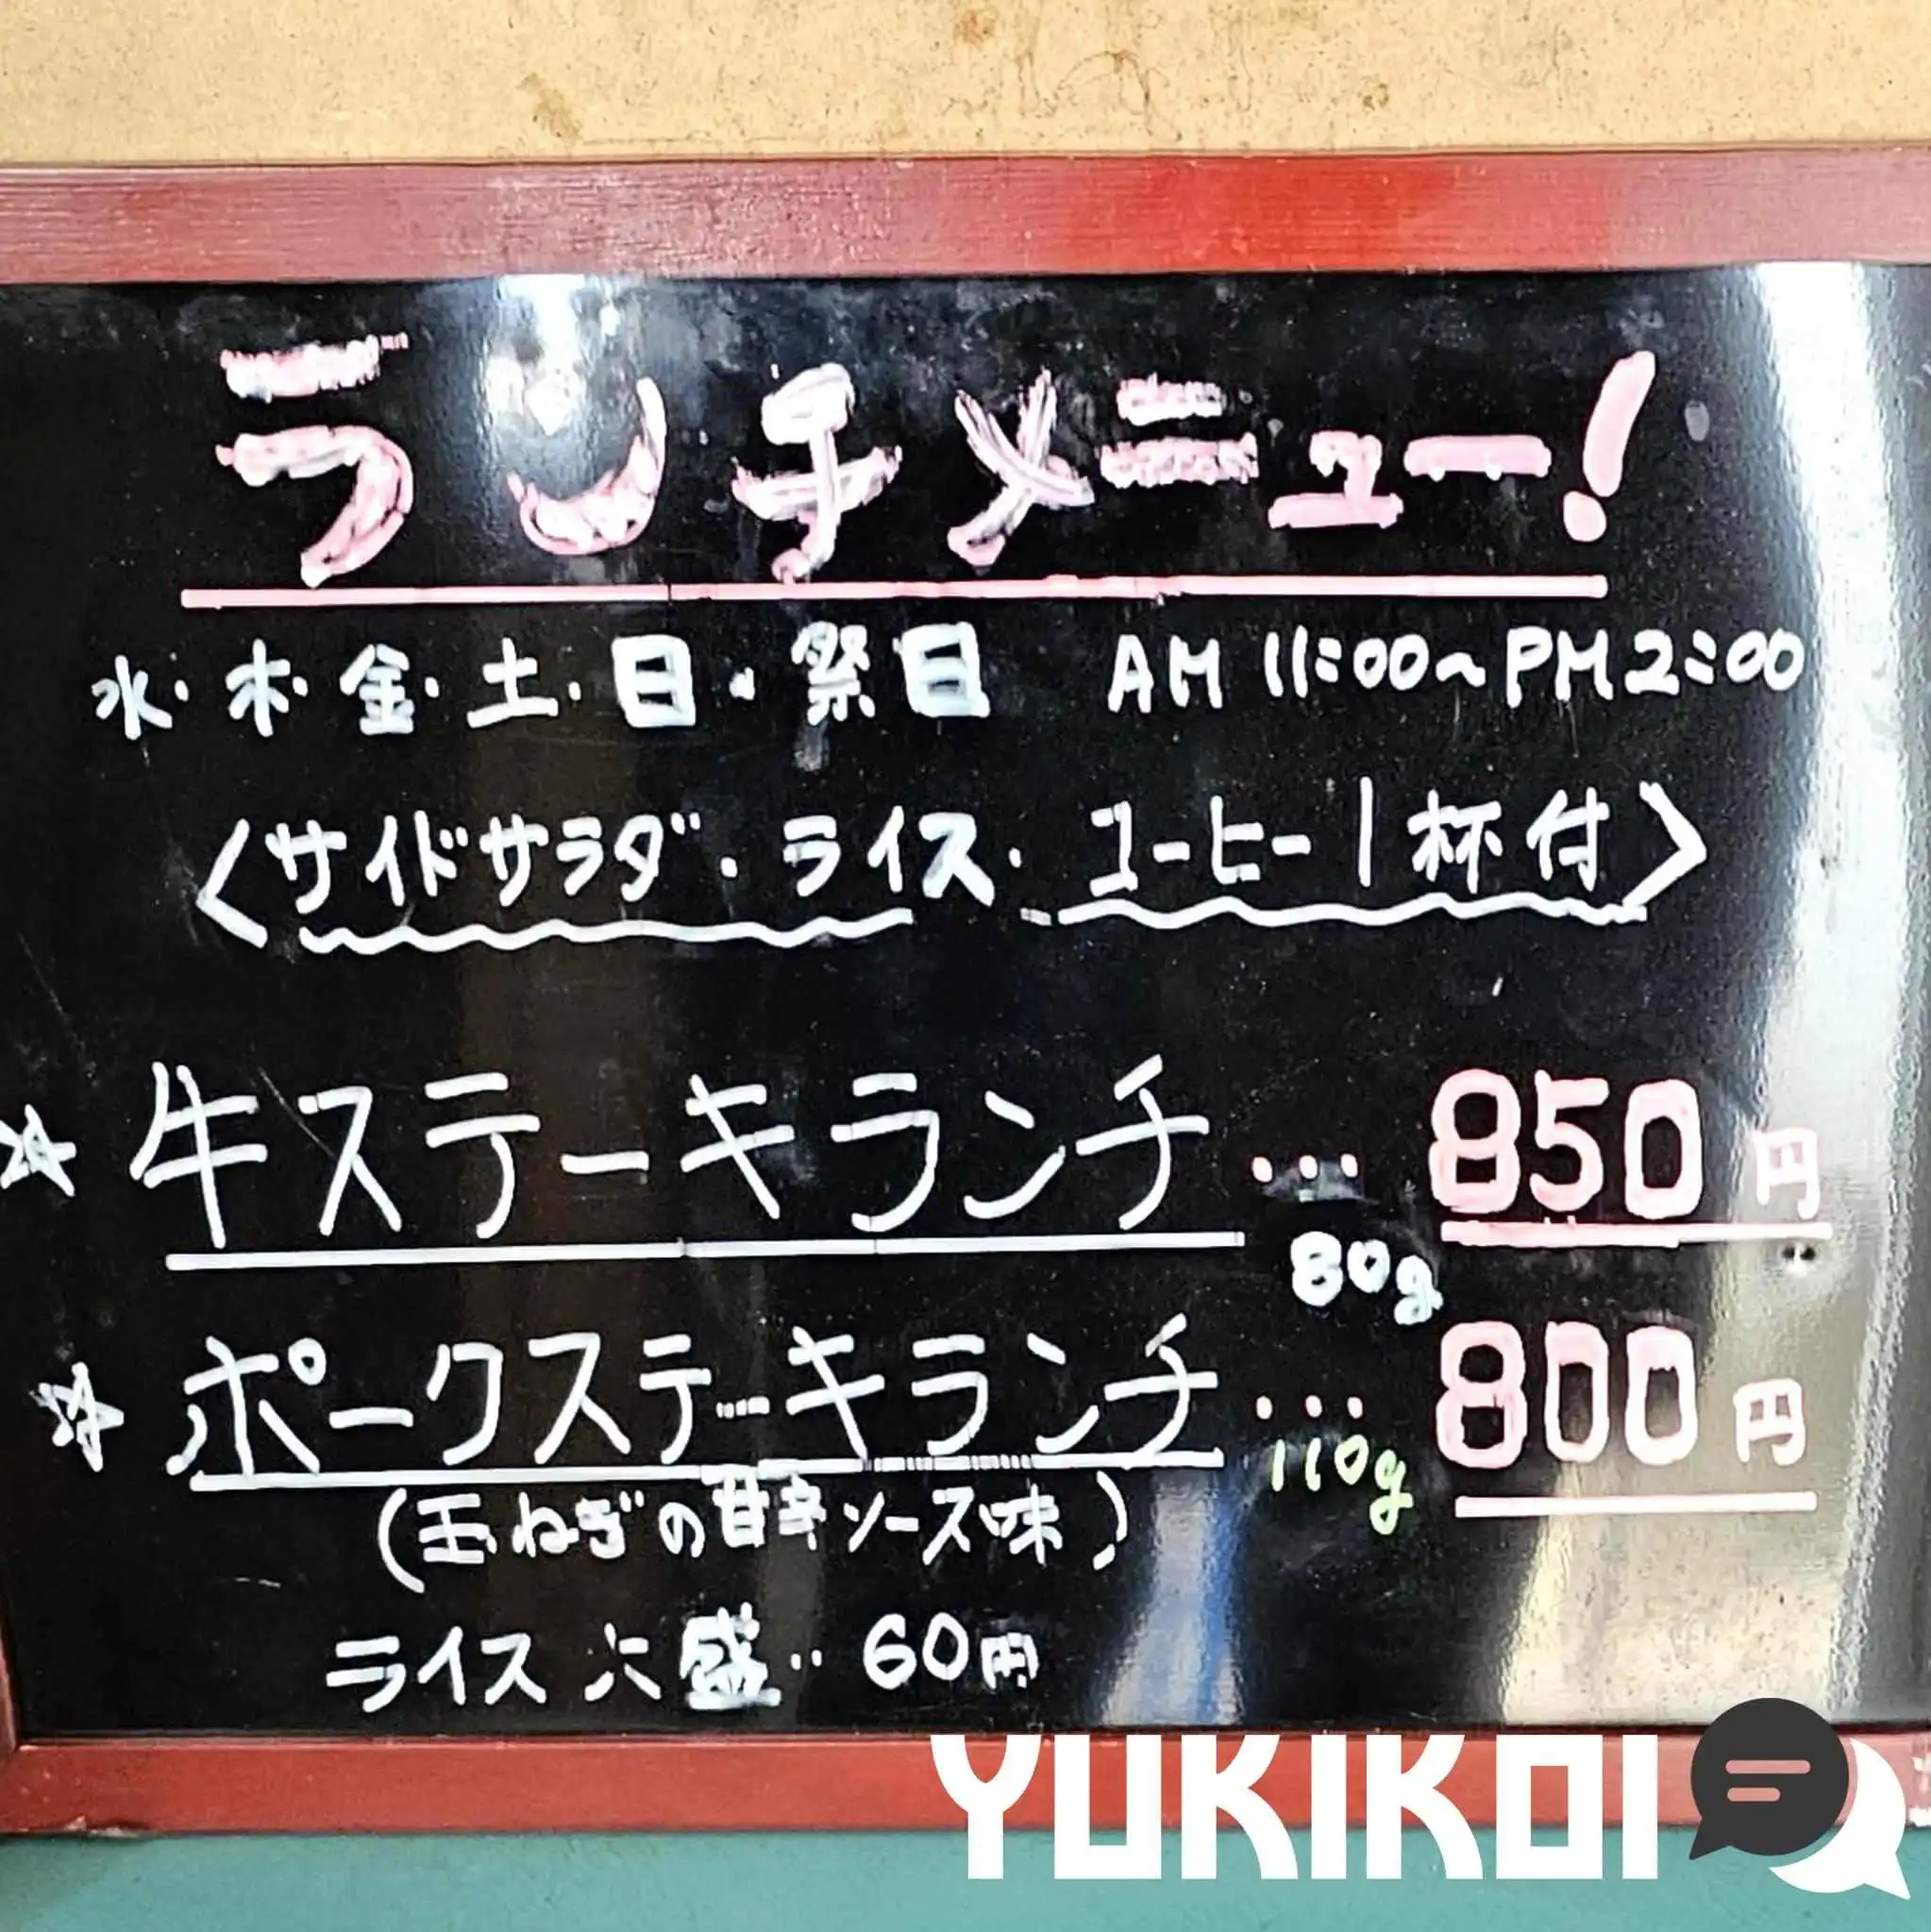 ランチメニュー!
水・木・金・土・日・祭日 AM 11:00~PM 2:00
〈サイドサラダ・ライス・コーヒー1杯付〉
☆ 牛ステーキランチ … 850円
80g
☆ ポークステーキランチ … 800円
110g
(玉ねぎの甘辛ソース味)
ライス大盛‥60円
YUKIKOI